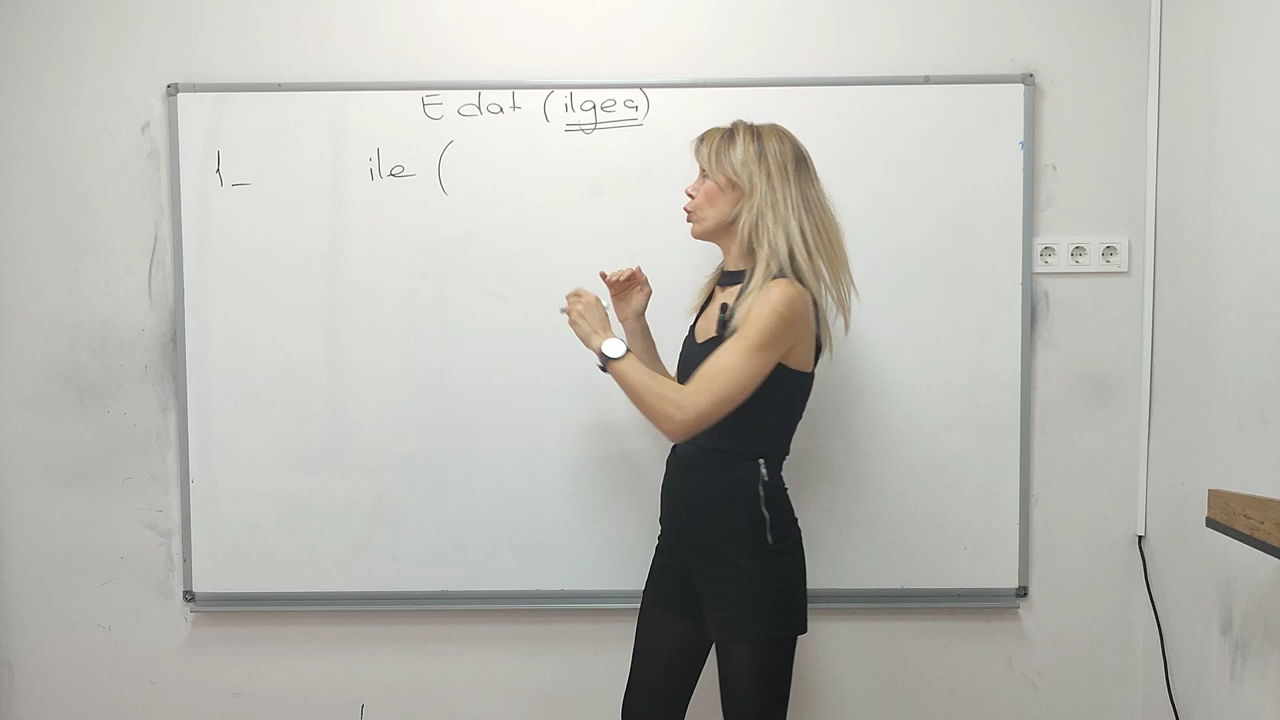 Edat (ilgeç)
1_ ile (